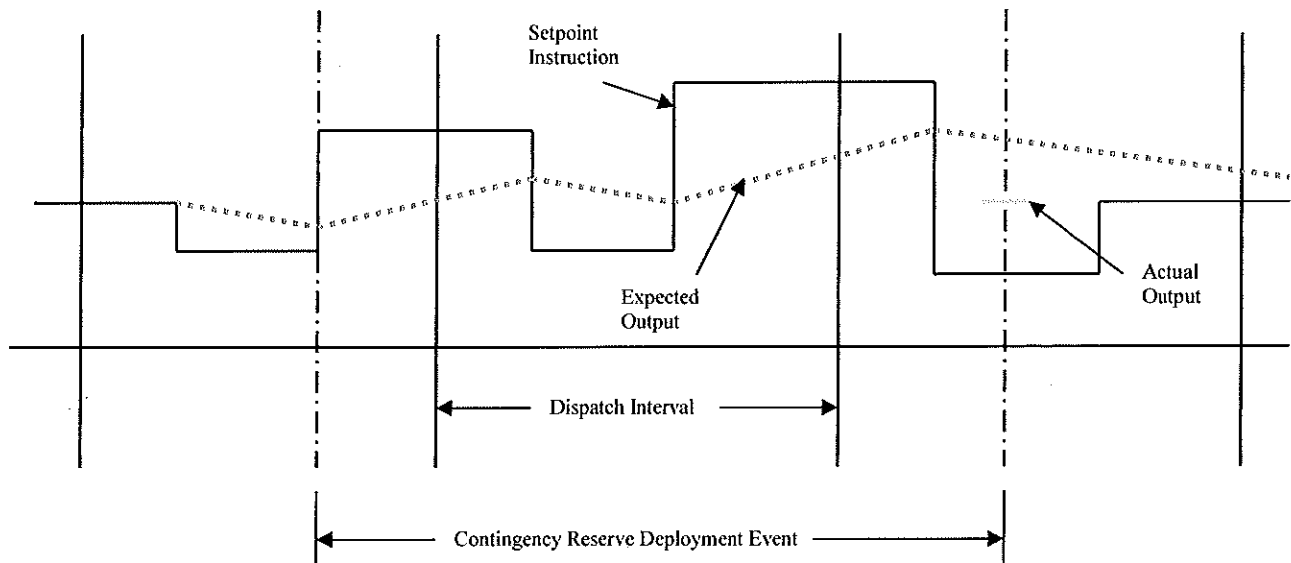 Setpoint
Instruction
Expected
Output
Actual
Output
Dispatch Interval
Contingency Reserve Deployment Event